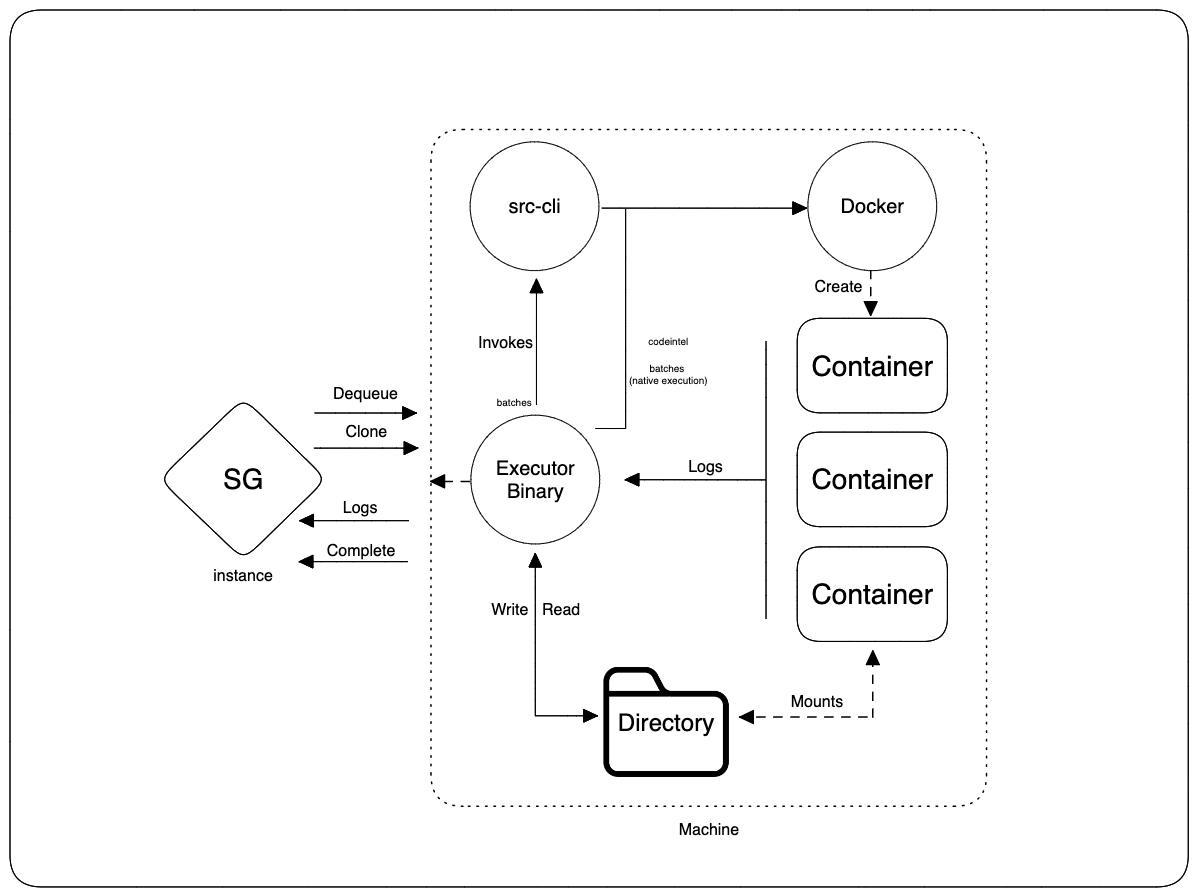 src-cli
Docker
Create
Invokes
codeintel
Container
batches
(native execution)
Dequeue
batches
Clone
Executor
Binary
Logs
SG
Container
Logs
Complete
instance
Container
Write
Read
Mounts
Directory
Machine